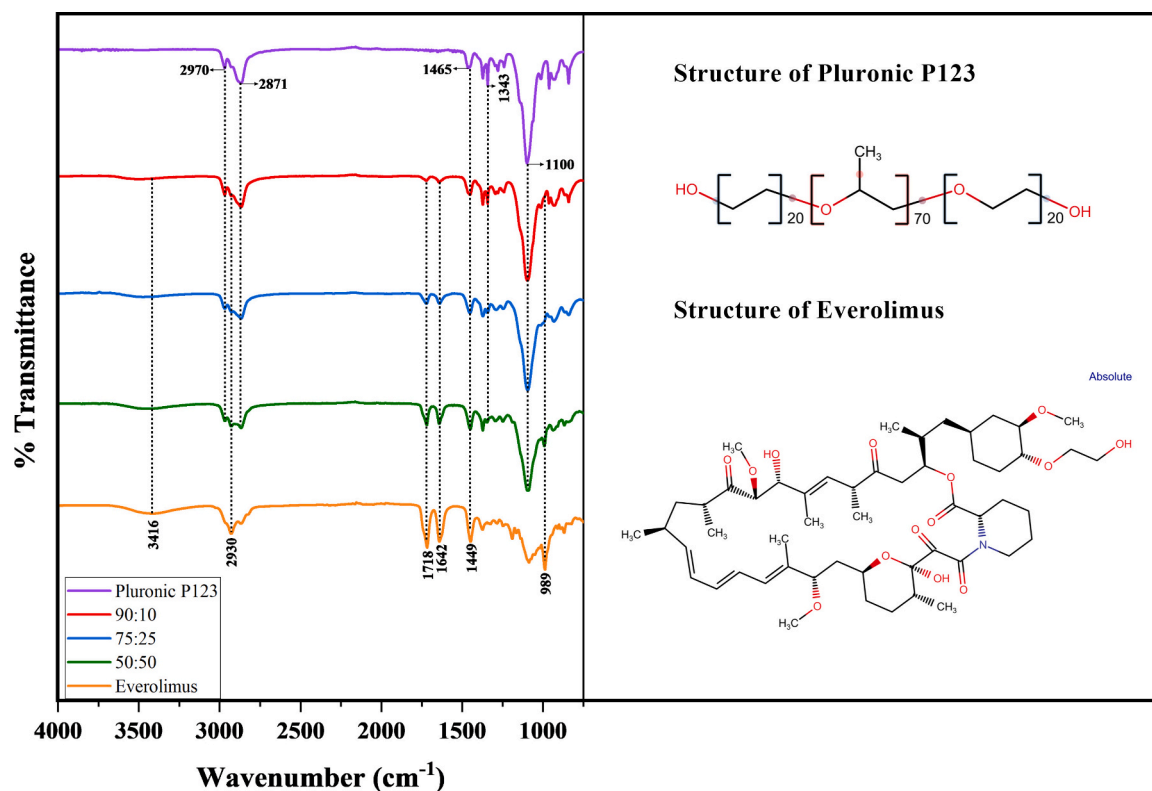 % Transmittance
2970
2871
1465
1343
1100
3416
2930
1718
1642
1449
989
Pluronic P123
90:10
75:25
50:50
Everolimus
4000
3500
3000
2500
2000
1500
1000
Wavenumber (cm⁻¹)
Structure of Pluronic P123
CH₃
HO
20
O
70
O
20
OH
Structure of Everolimus
Absolute
H₃C
O
CH₃
OH
O
O
H₃C
O
HO
O
O
CH₃
CH₃
CH₃
CH₃
O
O
N
O
O
H₃C
O
OH
CH₃
O
H₃C
CH₃